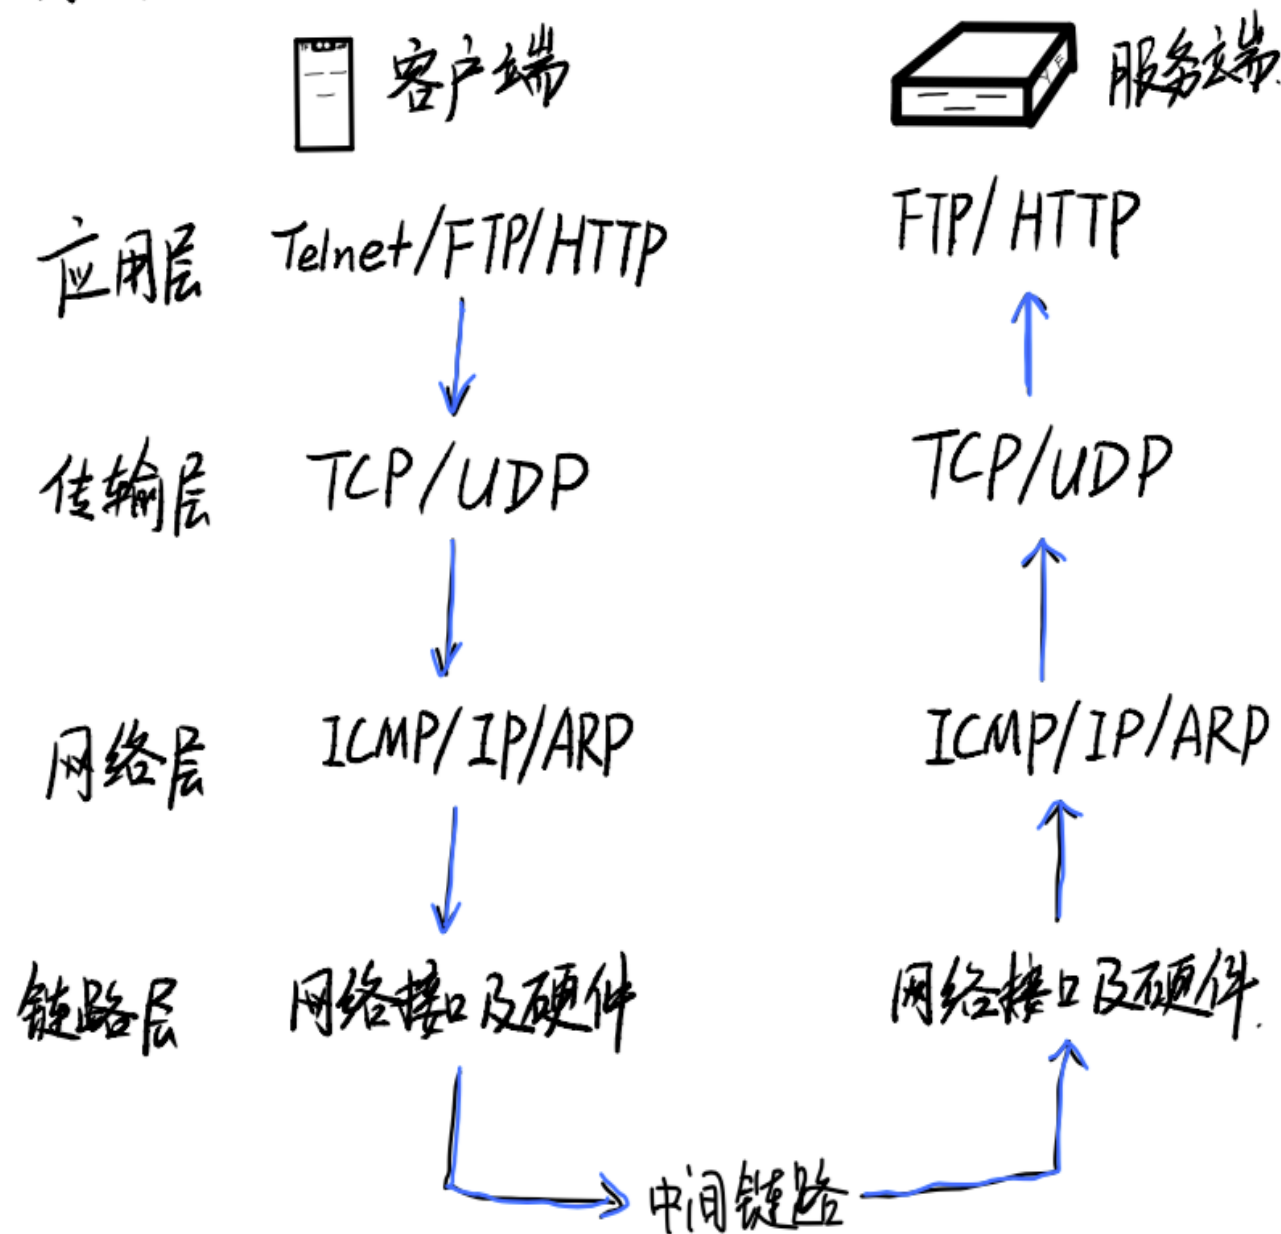 客户端 服务端
应用层 Telnet/FTP/HTTP FTP/HTTP
传输层 TCP/UDP TCP/UDP
网络层 ICMP/IP/ARP ICMP/IP/ARP
链路层 网络接口及硬件 网络接口及硬件.
中间链路